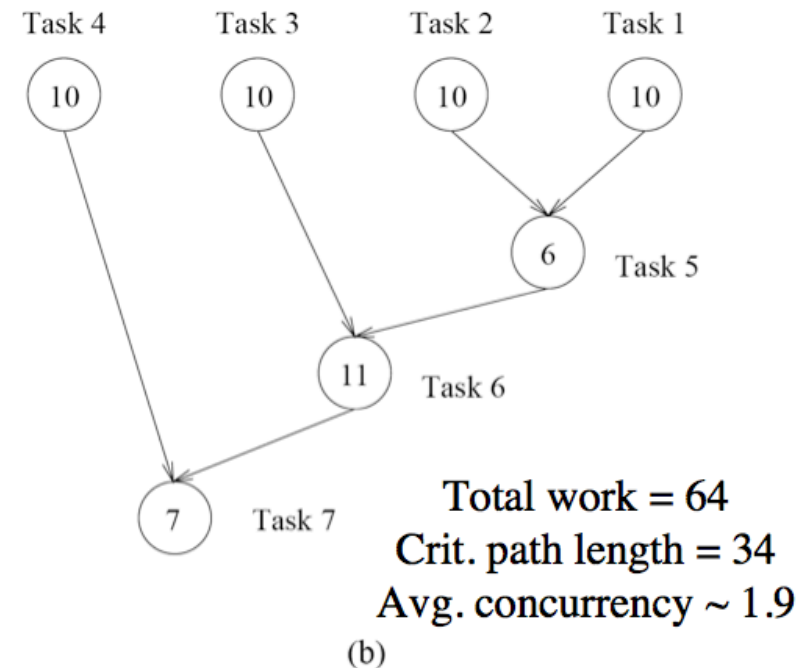 Task 4 Task 3 Task 2 Task 1
10 10 10 10
6 Task 5
11 Task 6
7 Task 7
Total work = 64
Crit. path length = 34
Avg. concurrency ~ 1.9
(b)